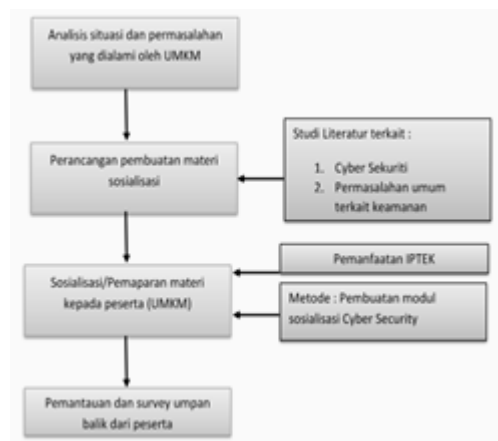 Analisis situasi dan permasalahan
yang dialami oleh UMKM
Perancangan pembuatan materi
sosialisasi
Studi Literatur terkait :
1. Cyber Sekuriti
2. Permasalahan umum
terkait keamanan
Pemanfaatan IPTEK
Sosialisasi/Pemaparan materi
kepada peserta (UMKM)
Metode : Pembuatan modul
sosialisasi Cyber Security
Pemantauan dan survey umpan
balik dari peserta